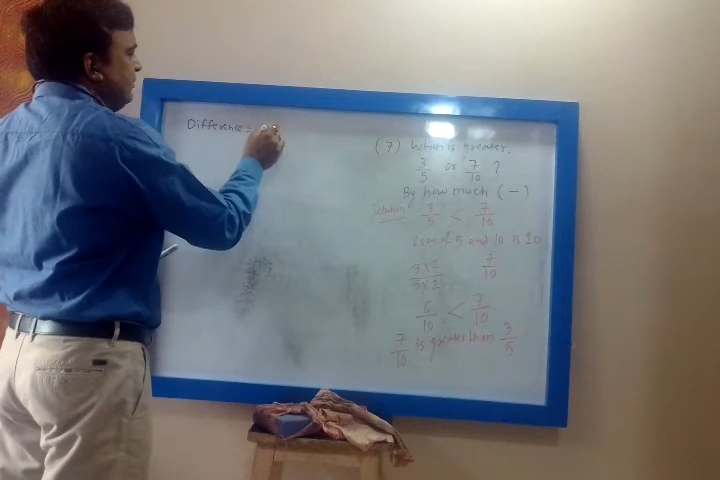 Difference =
(7) Which is greater,
3/5 or 7/10 ?
By how much (-)
Solution 3/5 < 7/10
Lcm of 5 and 10 is 10
3×2/5×2 7/10
6/10 < 7/10
7/10 is greater than 3/5